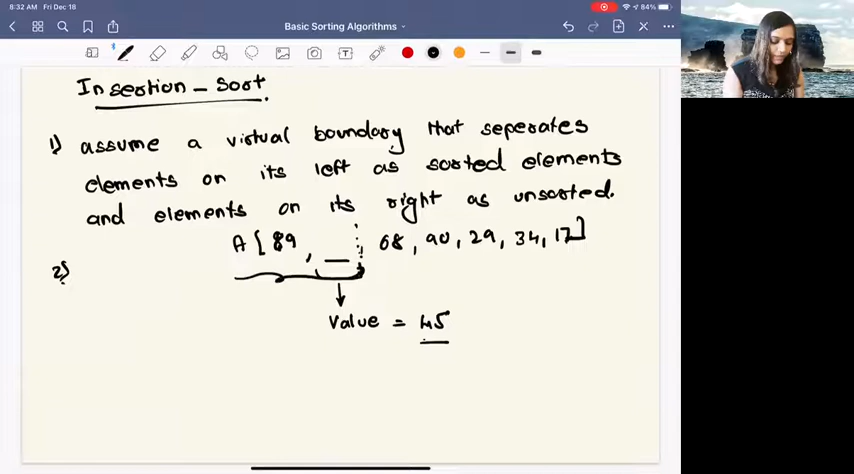 8:32 AM Fri Dec 18
84%
Basic Sorting Algorithms
Insertion - Sort.
1) assume a virtual boundary that seperates
elements on its left as sorted elements
and elements on its right as unsorted.
A [ 89, __ , 68, 90, 29, 34, 17]
2)
Value = 45